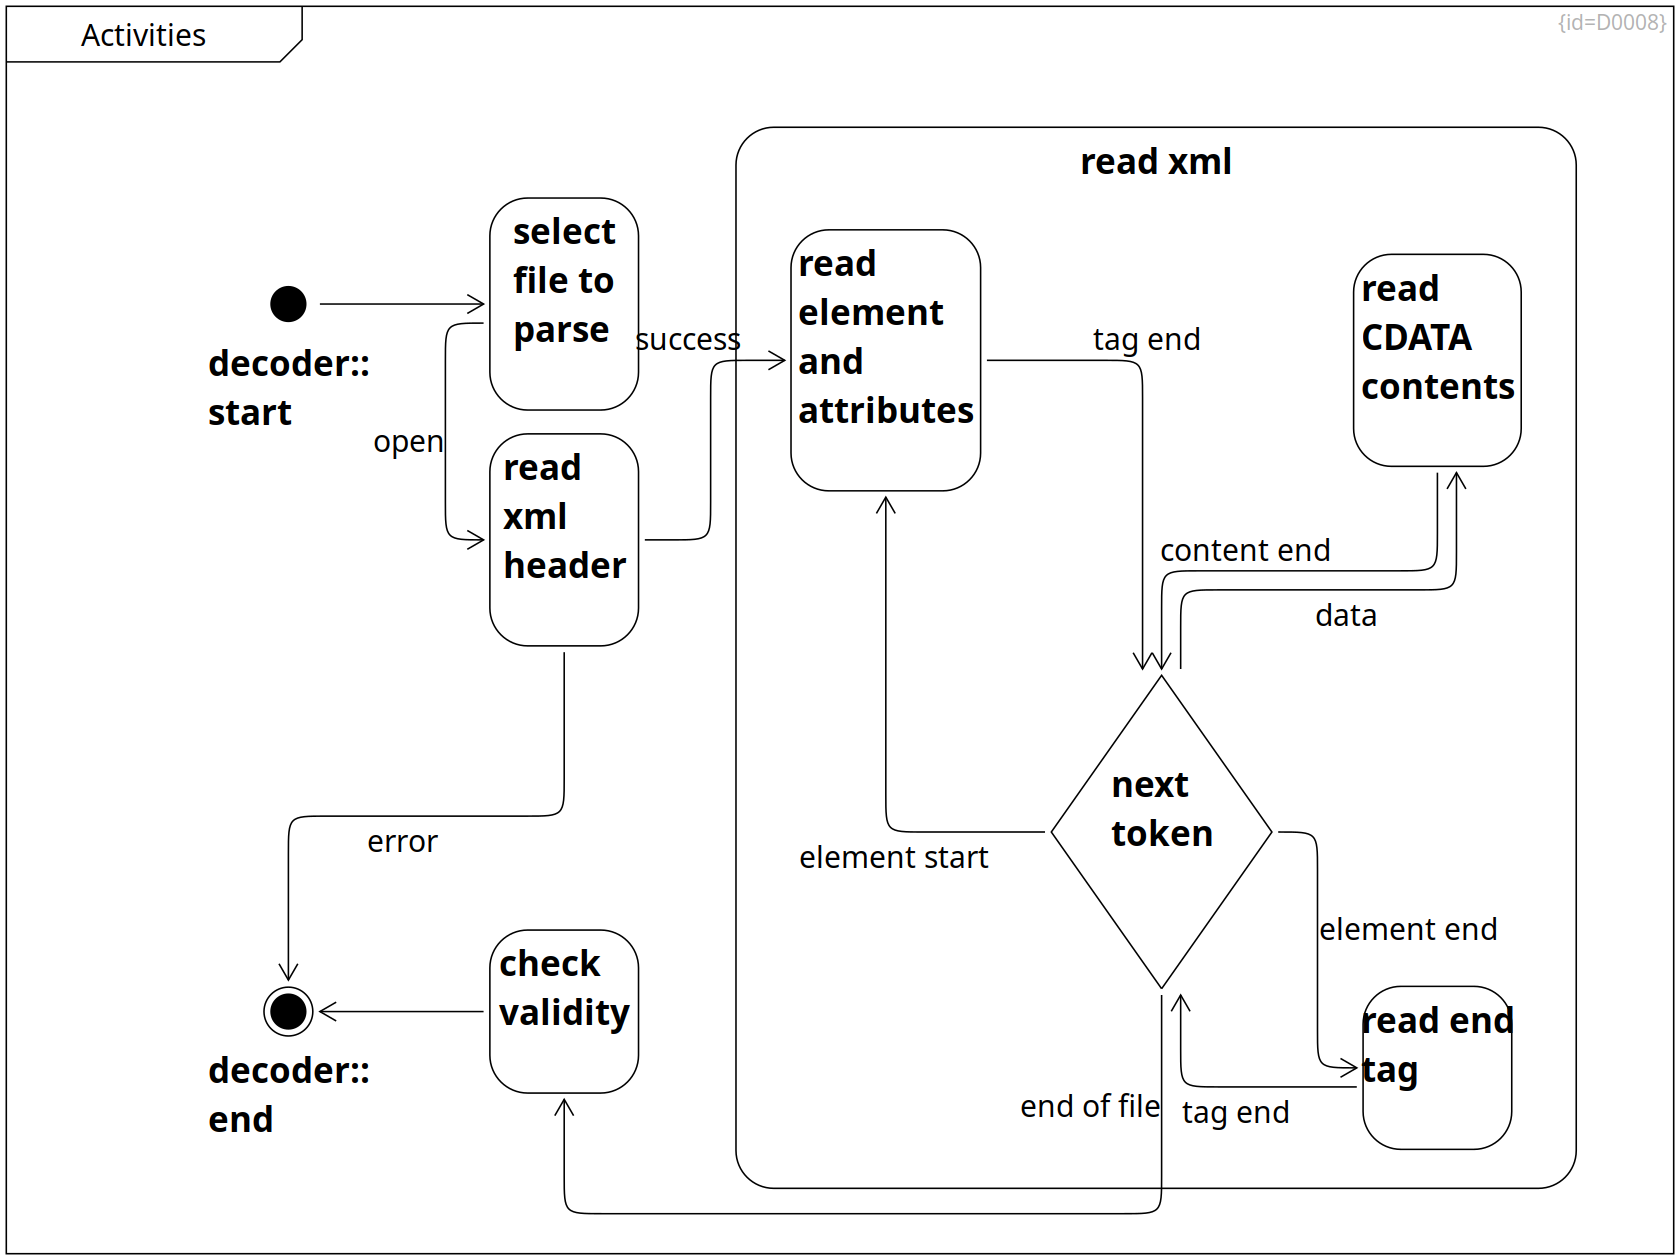 Activities
{id=D0008}
read xml
select
file to
parse
read
element
and
attributes
read
CDATA
contents
decoder::
start
success
tag end
open
read
xml
header
content end
data
next
token
error
element start
element end
check
validity
read end
tag
decoder::
end
end of file
tag end